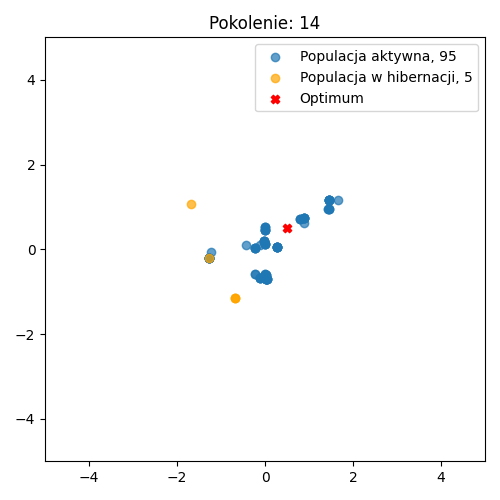 Pokolenie: 14
Populacja aktywna, 95
Populacja w hibernacji, 5
Optimum
4
2
0
−2
−4
−4 −2 0 2 4